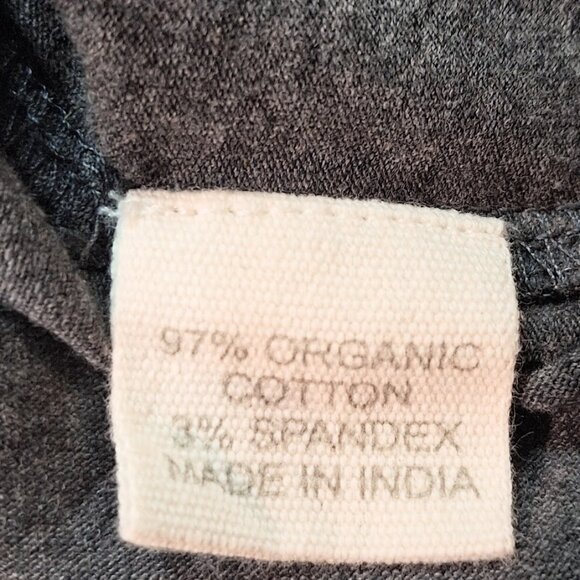 97% ORGANIC
COTTON
3% SPANDEX
MADE IN INDIA